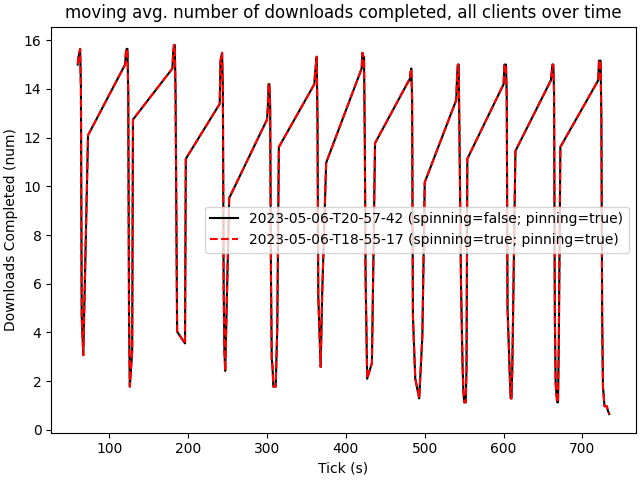 moving avg. number of downloads completed, all clients over time
Downloads Completed (num)
16
14
12
10
8
6
4
2
0
2023-05-06-T20-57-42 (spinning=false; pinning=true)
2023-05-06-T18-55-17 (spinning=true; pinning=true)
100 200 300 400 500 600 700
Tick (s)